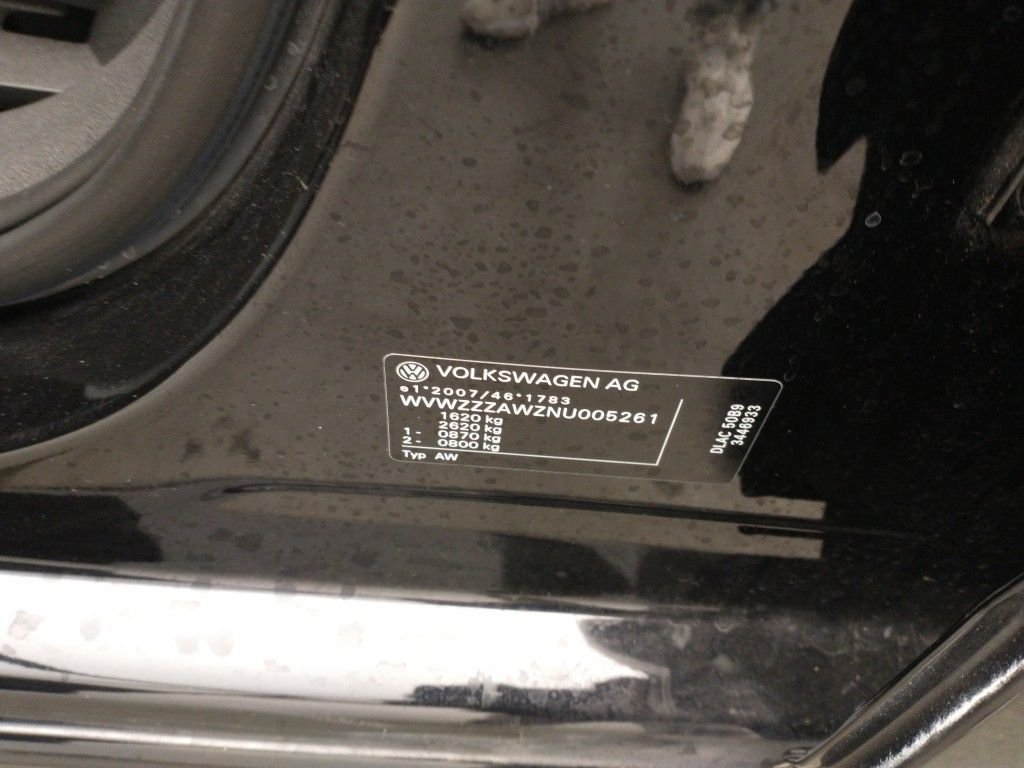 VOLKSWAGEN AG
e1*2007/46*1783
WVWZZZAWZNU005261
1620 kg
2620 kg
1- 0870 kg
2- 0800 kg
Typ AW
DLAC 50B9
3446933